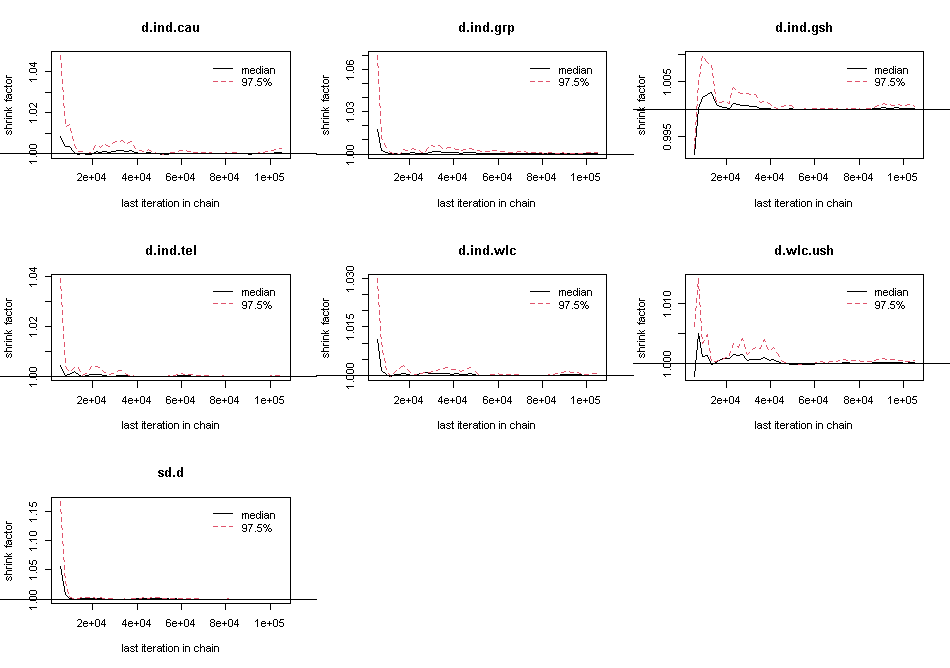 d.ind.cau
shrink factor
1.00 1.02 1.04
median
97.5%
2e+04 4e+04 6e+04 8e+04 1e+05
last iteration in chain
d.ind.grp
shrink factor
1.00 1.03 1.06
median
97.5%
2e+04 4e+04 6e+04 8e+04 1e+05
last iteration in chain
d.ind.gsh
shrink factor
0.995 1.005
median
97.5%
2e+04 4e+04 6e+04 8e+04 1e+05
last iteration in chain
d.ind.tel
shrink factor
1.00 1.02 1.04
median
97.5%
2e+04 4e+04 6e+04 8e+04 1e+05
last iteration in chain
d.ind.wlc
shrink factor
1.000 1.015 1.030
median
97.5%
2e+04 4e+04 6e+04 8e+04 1e+05
last iteration in chain
d.wlc.ush
shrink factor
1.000 1.010
median
97.5%
2e+04 4e+04 6e+04 8e+04 1e+05
last iteration in chain
sd.d
shrink factor
1.00 1.05 1.10 1.15
median
97.5%
2e+04 4e+04 6e+04 8e+04 1e+05
last iteration in chain